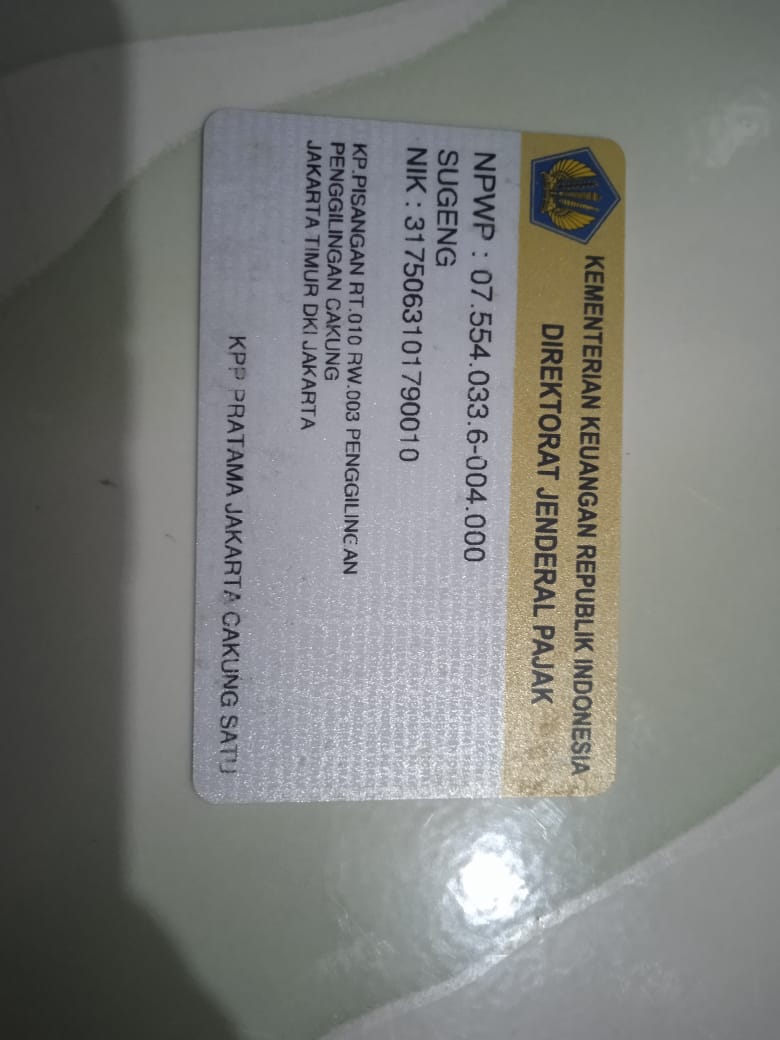 KEMENTERIAN KEUANGAN REPUBLIK INDONESIA
DIREKTORAT JENDERAL PAJAK
NPWP : 07.554.033.6-004.000
SUGENG
NIK : 3175063101790010
KP.PISANGAN RT.010 RW.003 PENGGILINGAN
PENGGILINGAN CAKUNG
JAKARTA TIMUR DKI JAKARTA
KPP PRATAMA JAKARTA CAKUNG SATU